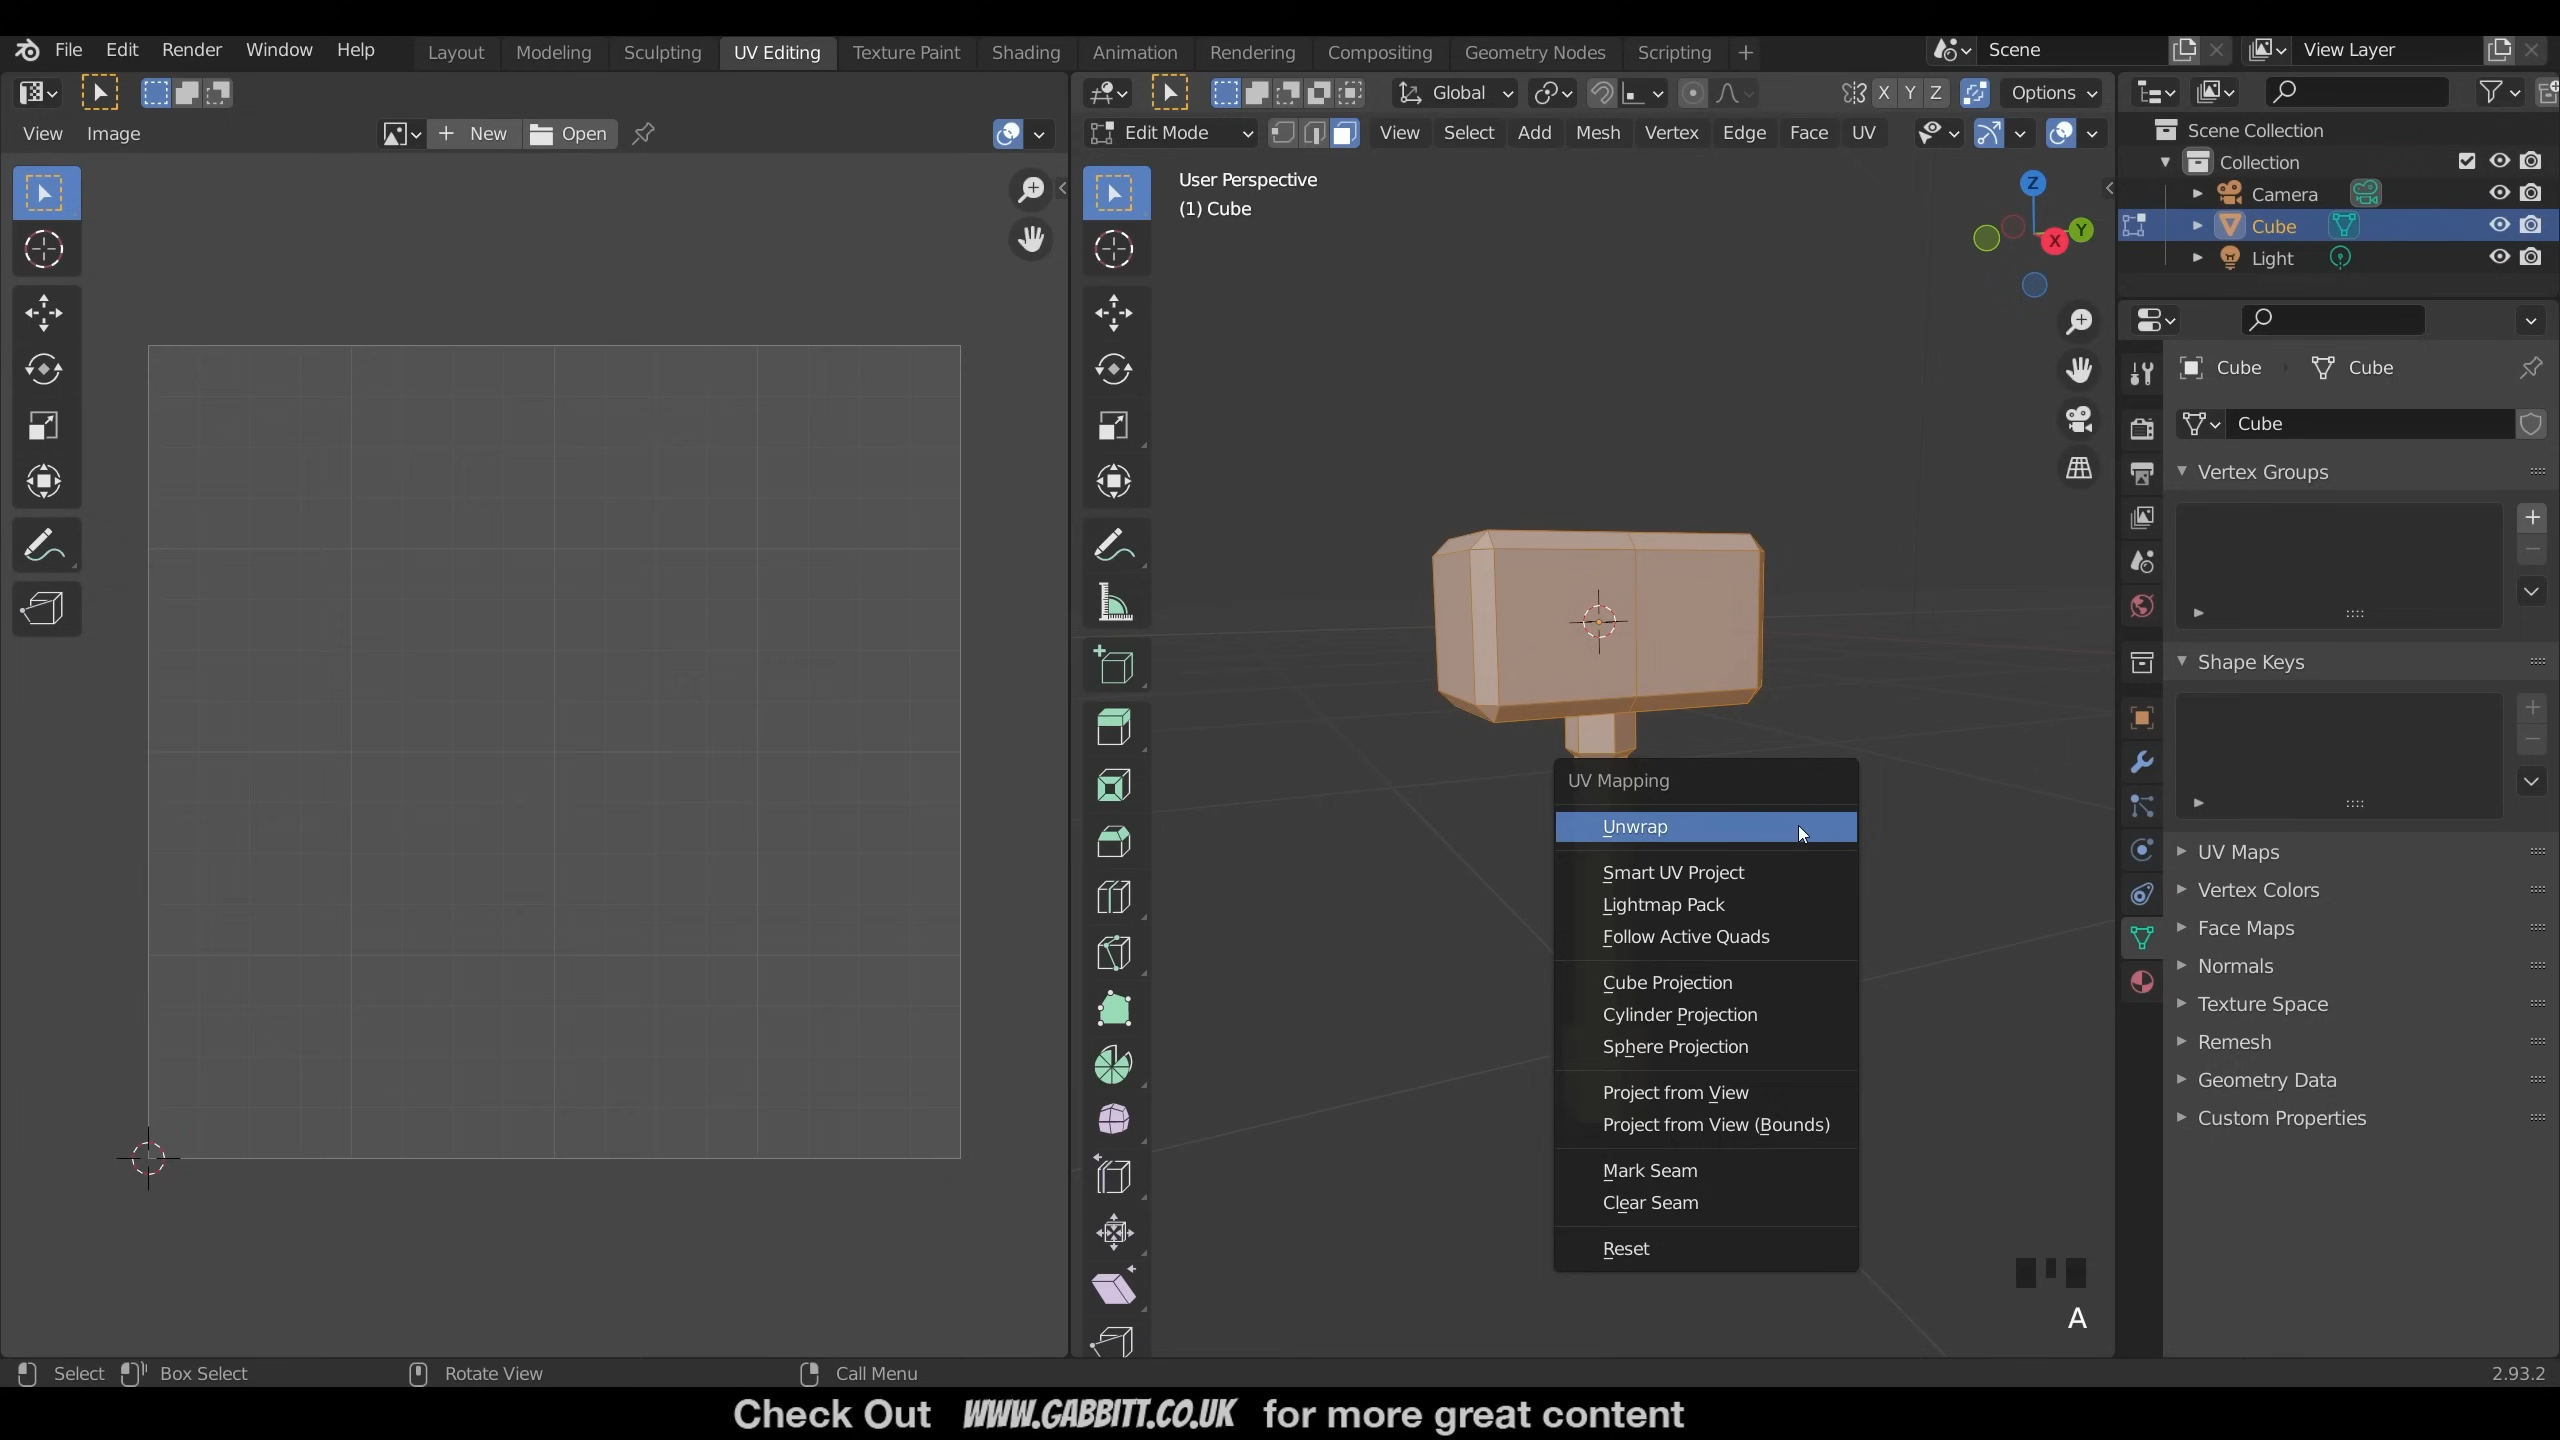 File Edit Render Window Help Layout Modeling Sculpting UV Editing Texture Paint Shading Animation Rendering Compositing Geometry Nodes Scripting + Scene View Layer
Global X Y Z Options
View Image + New Open Edit Mode View Select Add Mesh Vertex Edge Face UV
Scene Collection
Collection
Camera
Cube
Light
User Perspective
(1) Cube
Z
Y
X
Cube Cube
Cube
Vertex Groups
Shape Keys
UV Maps
Vertex Colors
Face Maps
Normals
Texture Space
Remesh
Geometry Data
Custom Properties
UV Mapping
Unwrap
Smart UV Project
Lightmap Pack
Follow Active Quads
Cube Projection
Cylinder Projection
Sphere Projection
Project from View
Project from View (Bounds)
Mark Seam
Clear Seam
Reset
A
Select Box Select Rotate View Call Menu 2.93.2
Check Out WWW.GABBITT.CO.UK for more great content